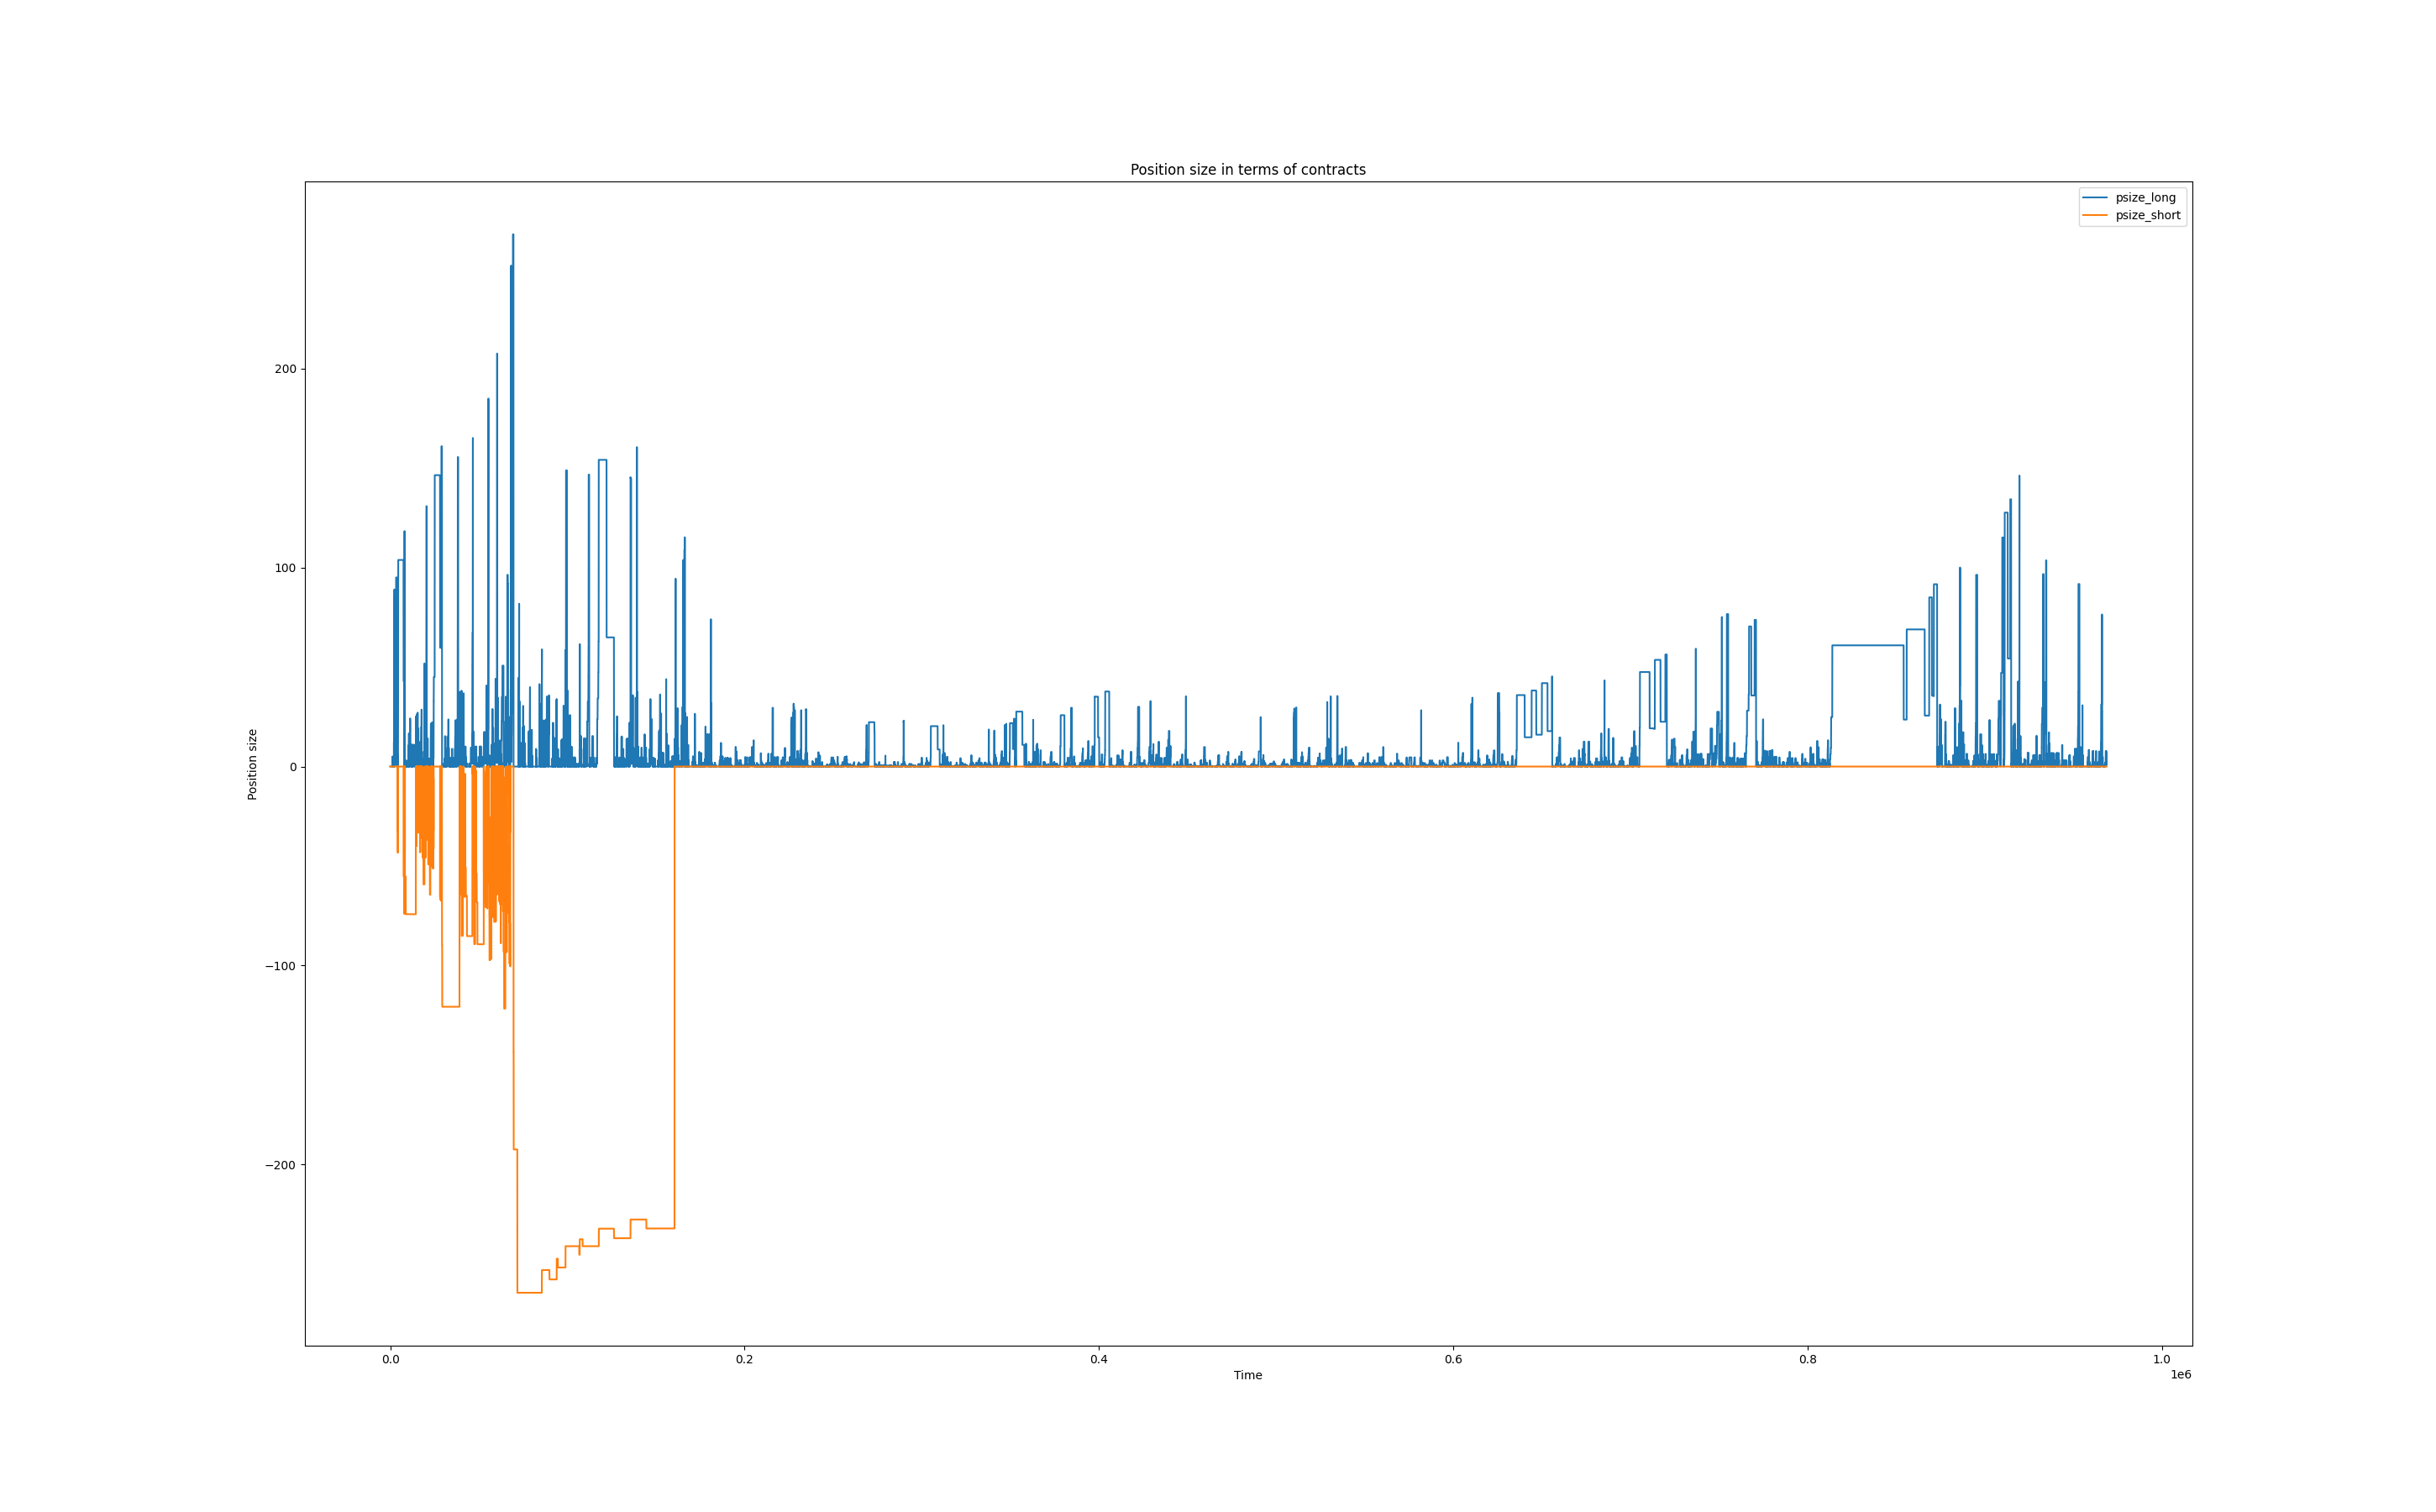 Position size in terms of contracts
psize_long
psize_short
Position size
200
100
0
−100
−200
0.0
0.2
0.4
0.6
0.8
1.0
1e6
Time